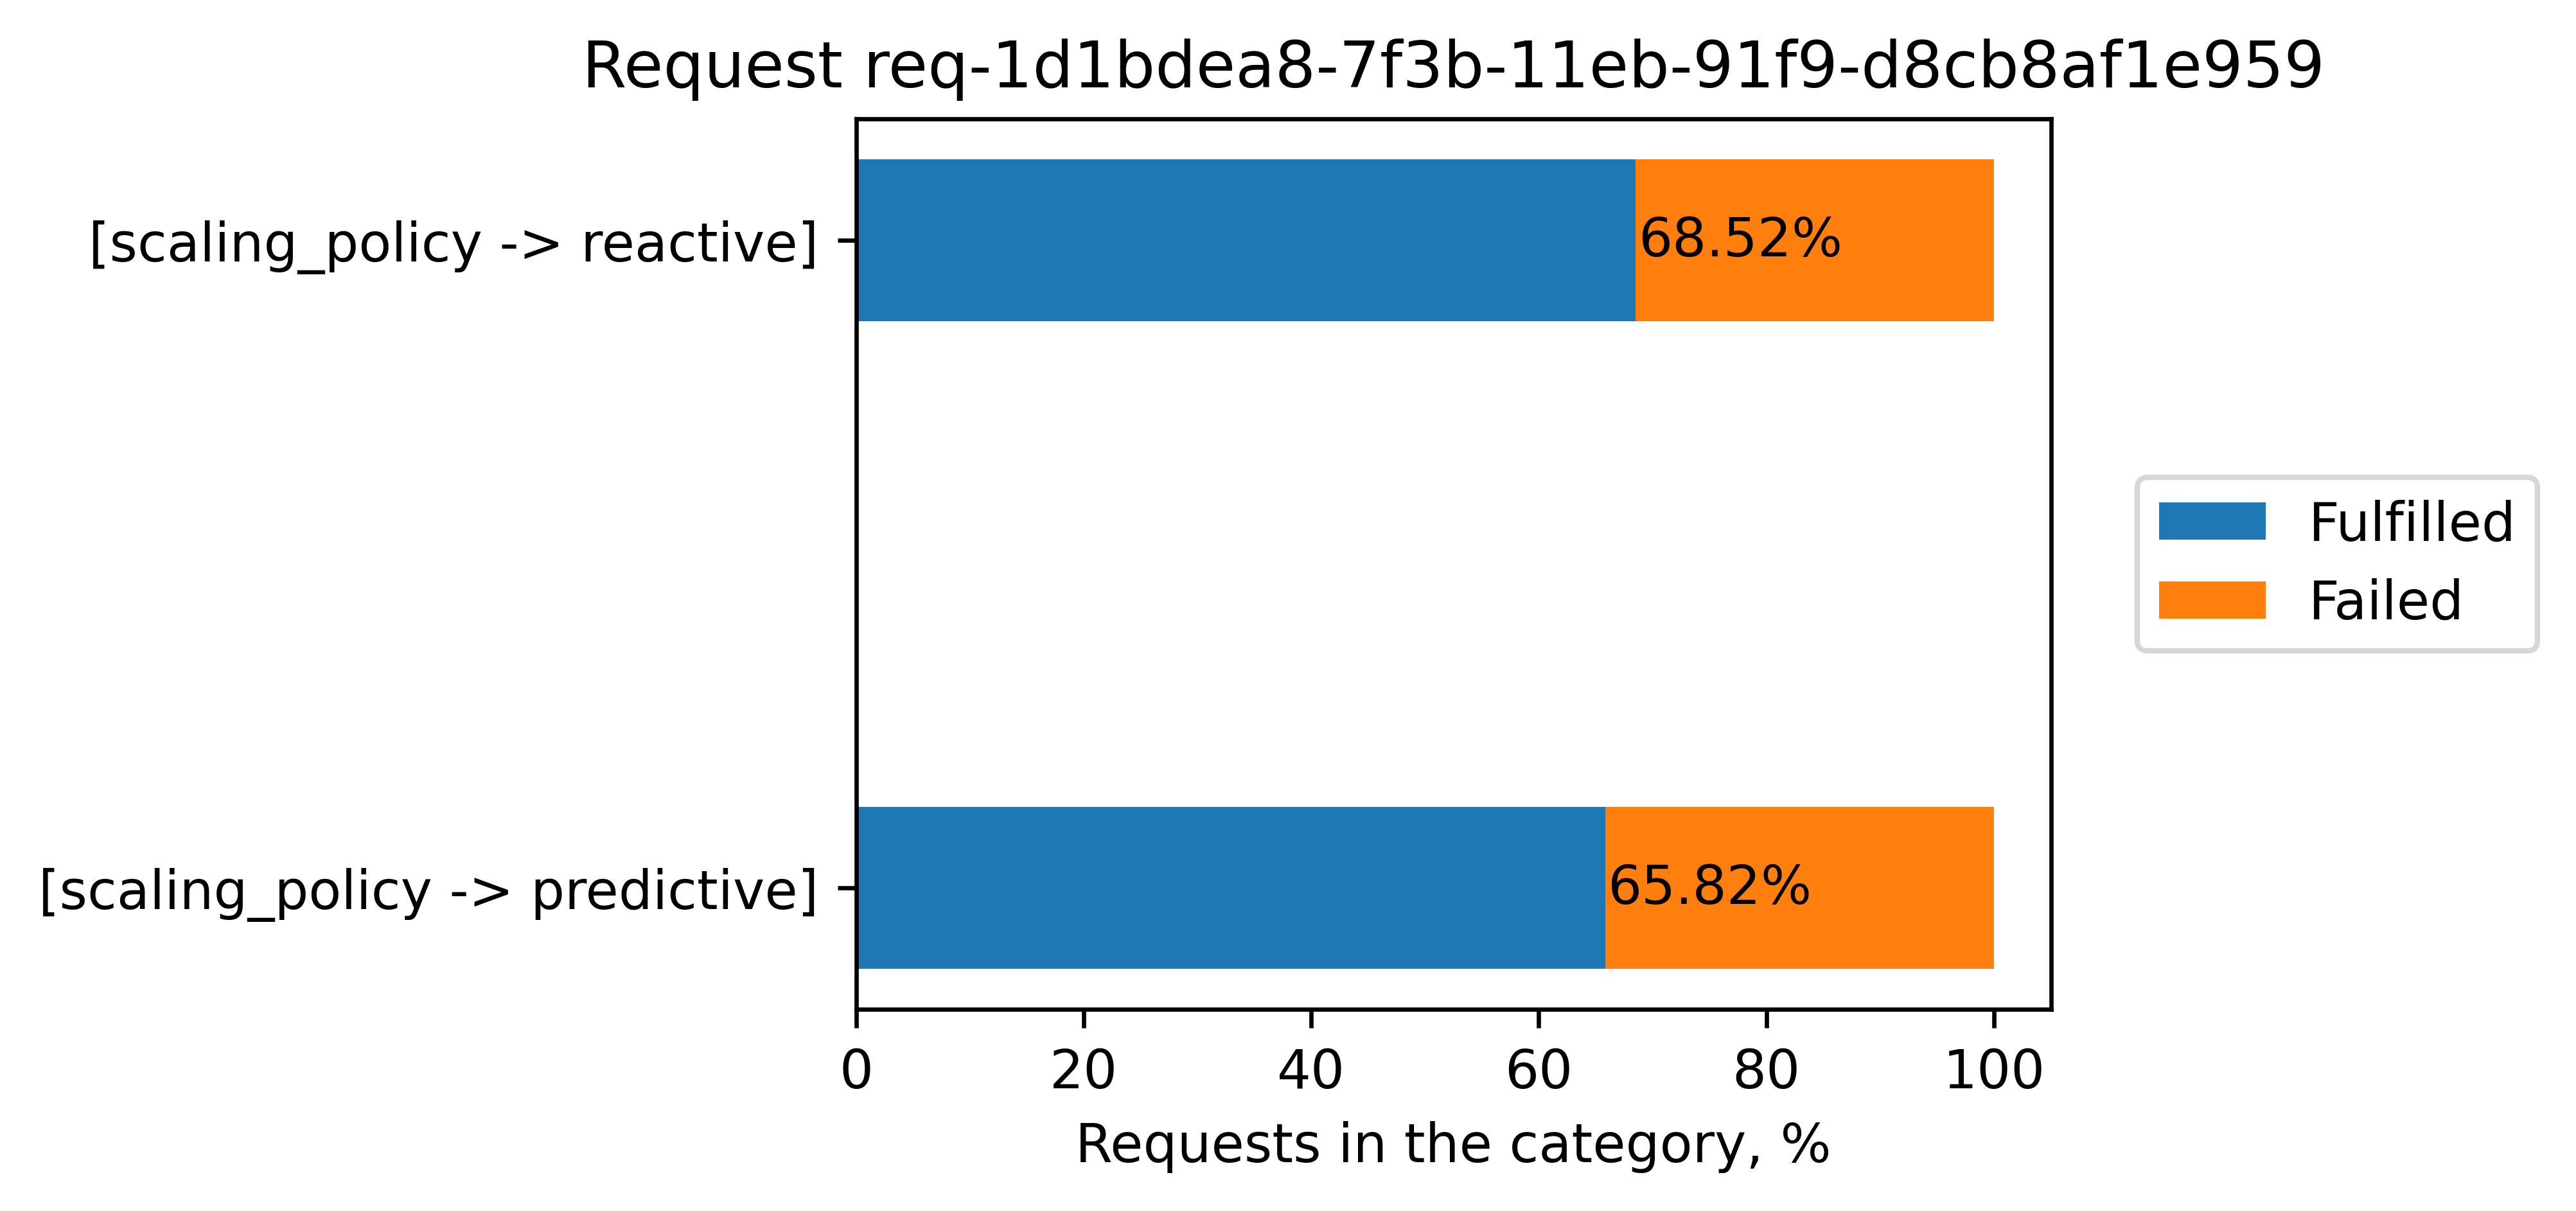 Request req-1d1bdea8-7f3b-11eb-91f9-d8cb8af1e959
[scaling_policy -> reactive]
68.52%
Fulfilled
Failed
[scaling_policy -> predictive]
65.82%
0 20 40 60 80 100
Requests in the category, %